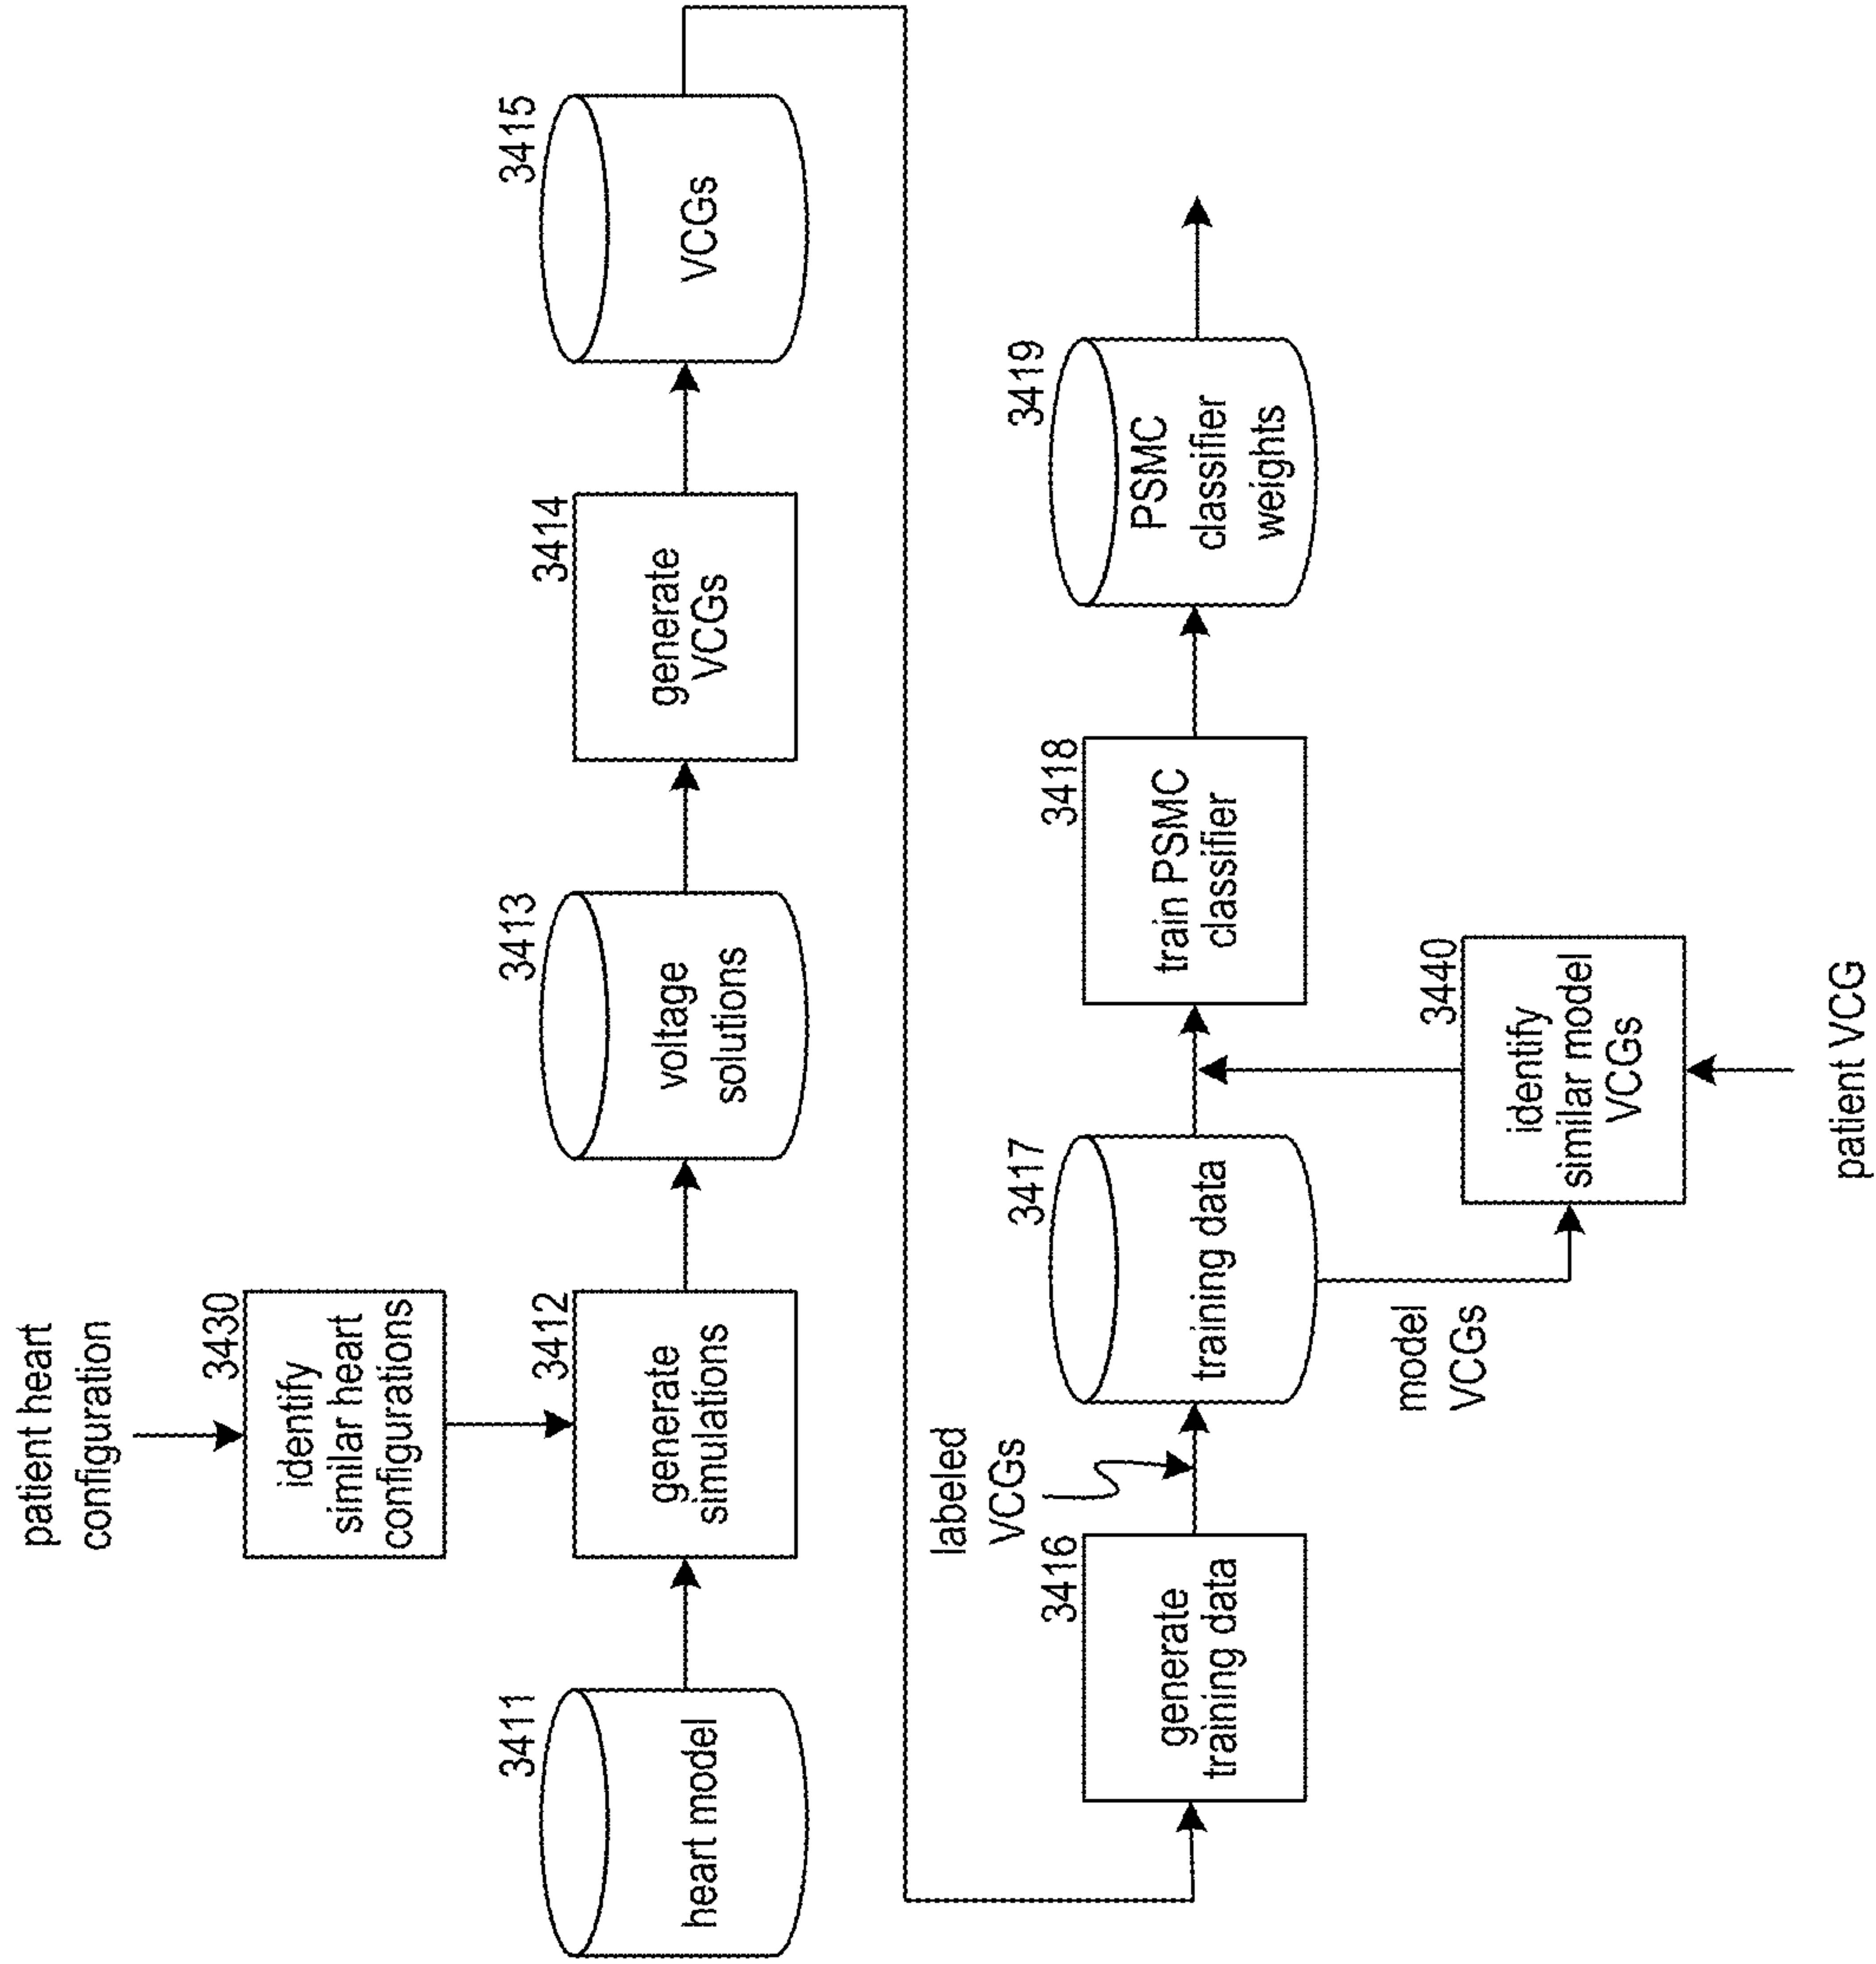 patient heart
configuration
3430
identify
similar heart
configurations
3411
heart model
3412
generate
simulations
3413
voltage
solutions
3414
generate
VCGs
3415
VCGs
3416
generate
training data
labeled
VCGs
3417
training data
model
VCGs
3418
train PSMC
classifier
3419
PSMC
classifier
weights
3440
identify
similar model
VCGs
patient VCG